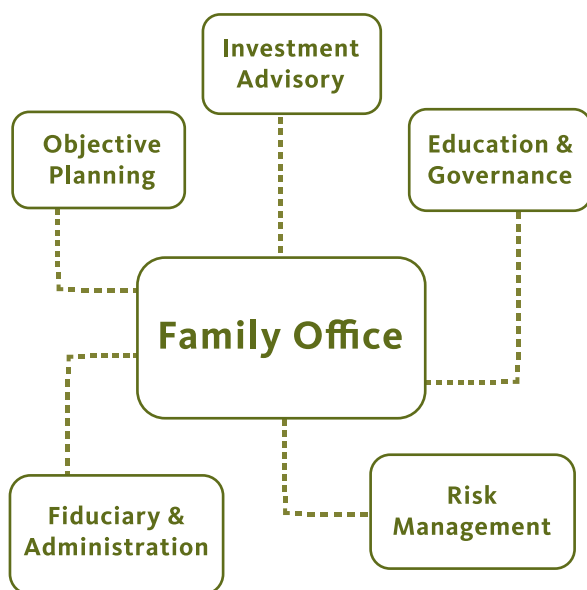 Investment
Advisory
Objective
Planning
Education &
Governance
Family Office
Fiduciary &
Administration
Risk
Management